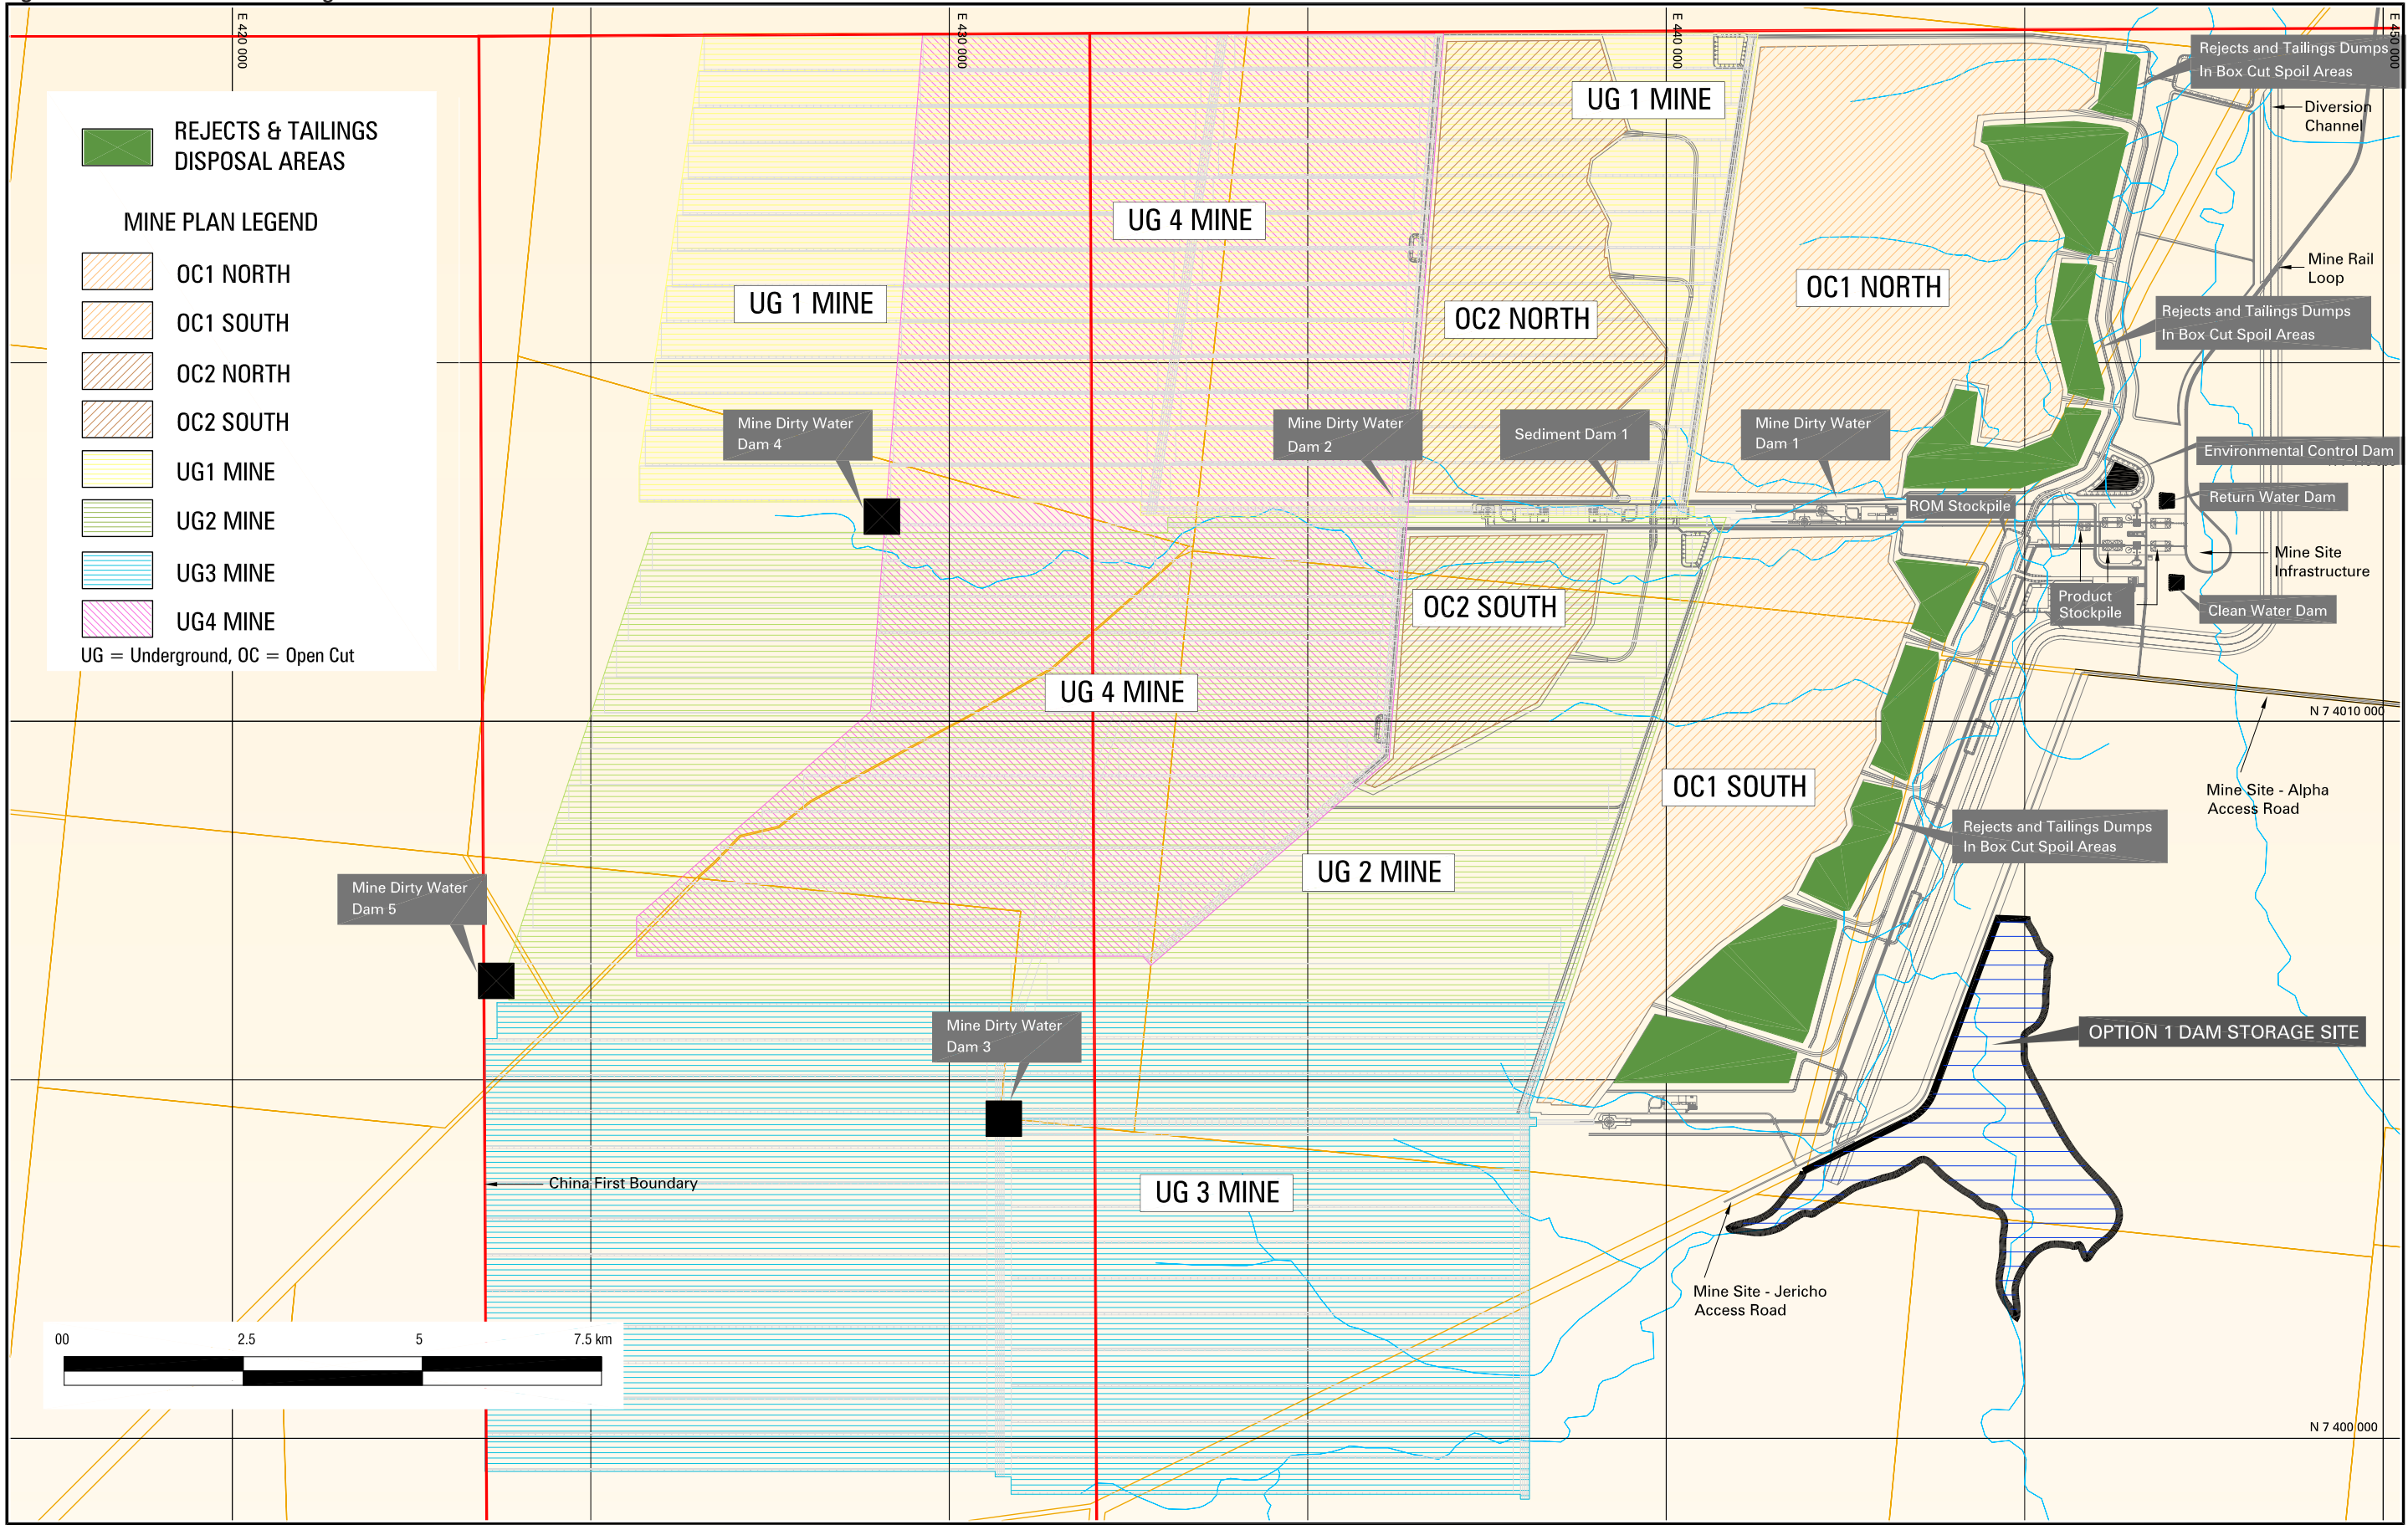 E 420 000
E 430 000
E 440 000
E 450 000
REJECTS & TAILINGS
DISPOSAL AREAS
MINE PLAN LEGEND
OC1 NORTH
OC1 SOUTH
OC2 NORTH
OC2 SOUTH
UG1 MINE
UG2 MINE
UG3 MINE
UG4 MINE
UG = Underground, OC = Open Cut
Rejects and Tailings Dumps
In Box Cut Spoil Areas
UG 1 MINE
Diversion
Channel
UG 4 MINE
Mine Rail
Loop
OC1 NORTH
UG 1 MINE
OC2 NORTH
Rejects and Tailings Dumps
In Box Cut Spoil Areas
Mine Dirty Water
Dam 4
Mine Dirty Water
Dam 2
Sediment Dam 1
Mine Dirty Water
Dam 1
Environmental Control Dam
Return Water Dam
ROM Stockpile
Mine Site
Infrastructure
Product
Stockpile
Clean Water Dam
OC2 SOUTH
UG 4 MINE
N 7 4010 000
OC1 SOUTH
Mine Site - Alpha
Access Road
Rejects and Tailings Dumps
In Box Cut Spoil Areas
UG 2 MINE
Mine Dirty Water
Dam 5
Mine Dirty Water
Dam 3
OPTION 1 DAM STORAGE SITE
China First Boundary
UG 3 MINE
Mine Site - Jericho
Access Road
00 2.5 5 7.5 km
N 7 400 000